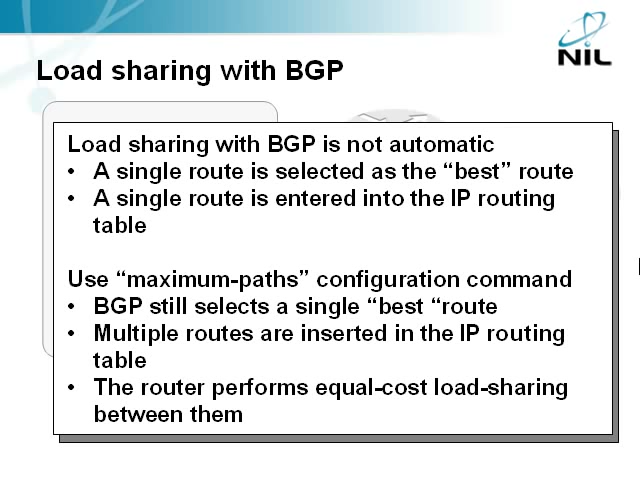 NIL
Load sharing with BGP
Load sharing with BGP is not automatic
• A single route is selected as the “best” route
• A single route is entered into the IP routing
table
Use “maximum-paths” configuration command
• BGP still selects a single “best “route
• Multiple routes are inserted in the IP routing
table
• The router performs equal-cost load-sharing
between them